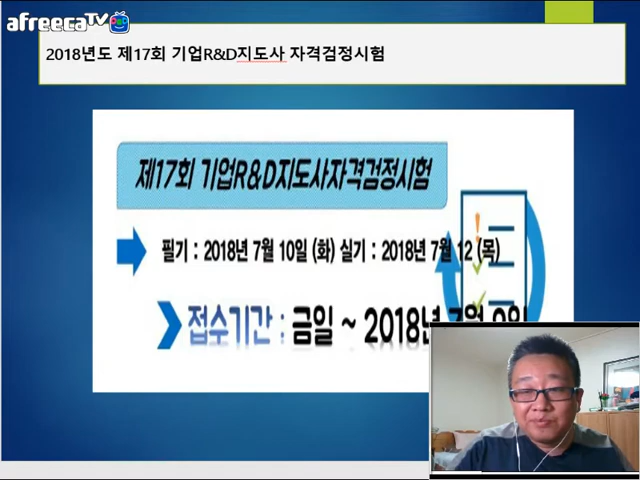 afreecaTV
2018년도 제17회 기업R&D지도사 자격검정시험
제17회 기업R&D지도사자격검정시험
필기 : 2018년 7월 10일 (화) 실기 : 2018년 7월 12 (목)
접수기간 : 금일 ~ 2018년